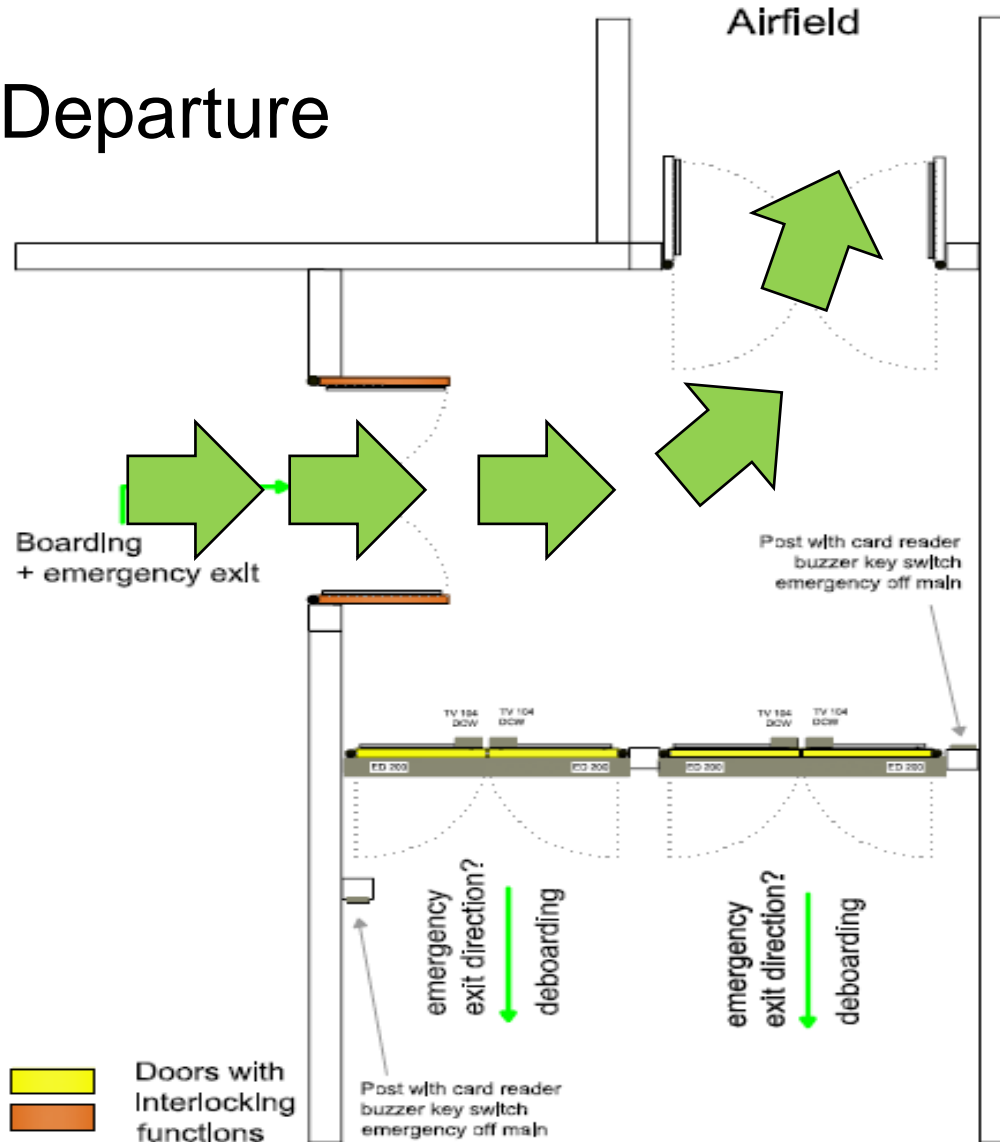 Airfield
Departure
Boarding
+ emergency exit
Post with card reader
buzzer key switch
emergency off main
TV 104
DCW
TV 104
DCW
TV 104
DCW
TV 104
DCW
ED 200
ED 200
ED 200
ED 200
emergency
exit direction?
deboarding
emergency
exit direction?
deboarding
Doors with
interlocking
functions
Post with card reader
buzzer key switch
emergency off main